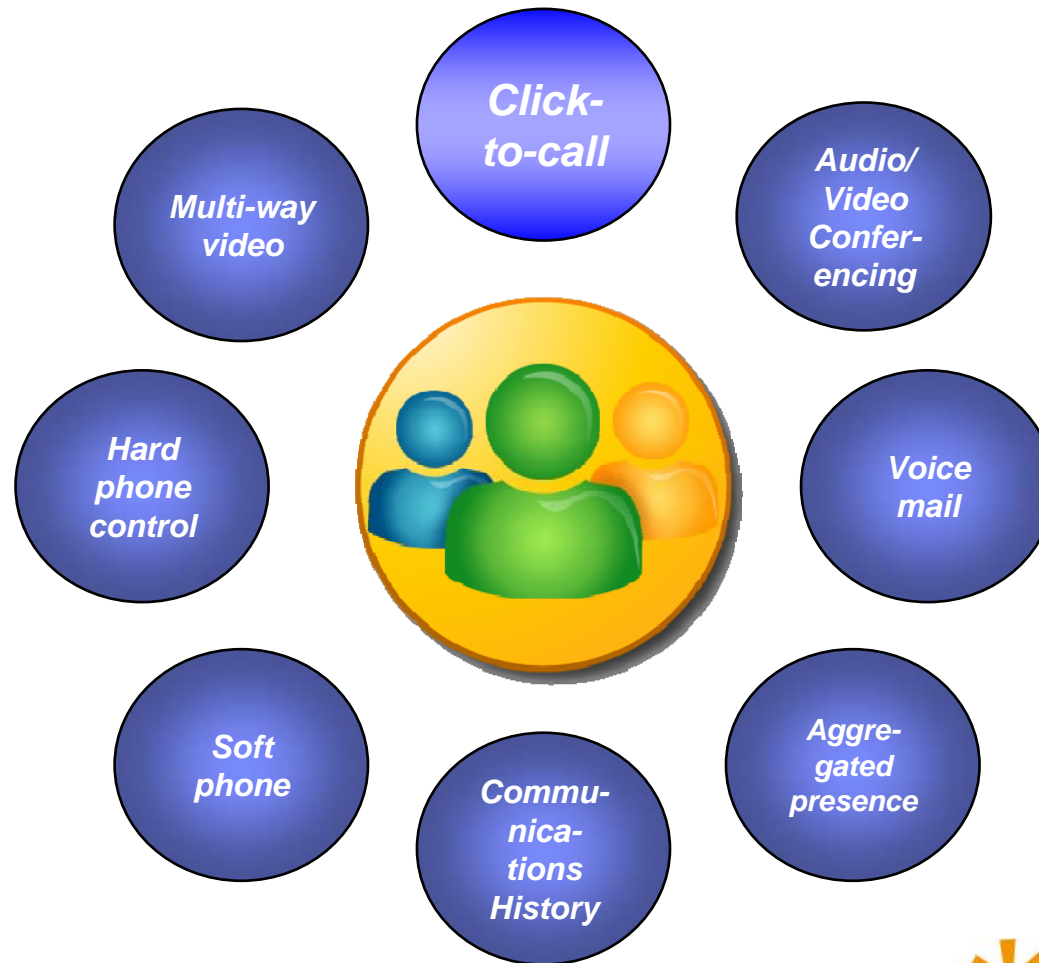 Click-
to-call
Audio/
Video
Confer-
encing
Multi-way
video
Hard
phone
control
Voice
mail
Soft
phone
Aggre-
gated
presence
Commu-
nica-
tions
History